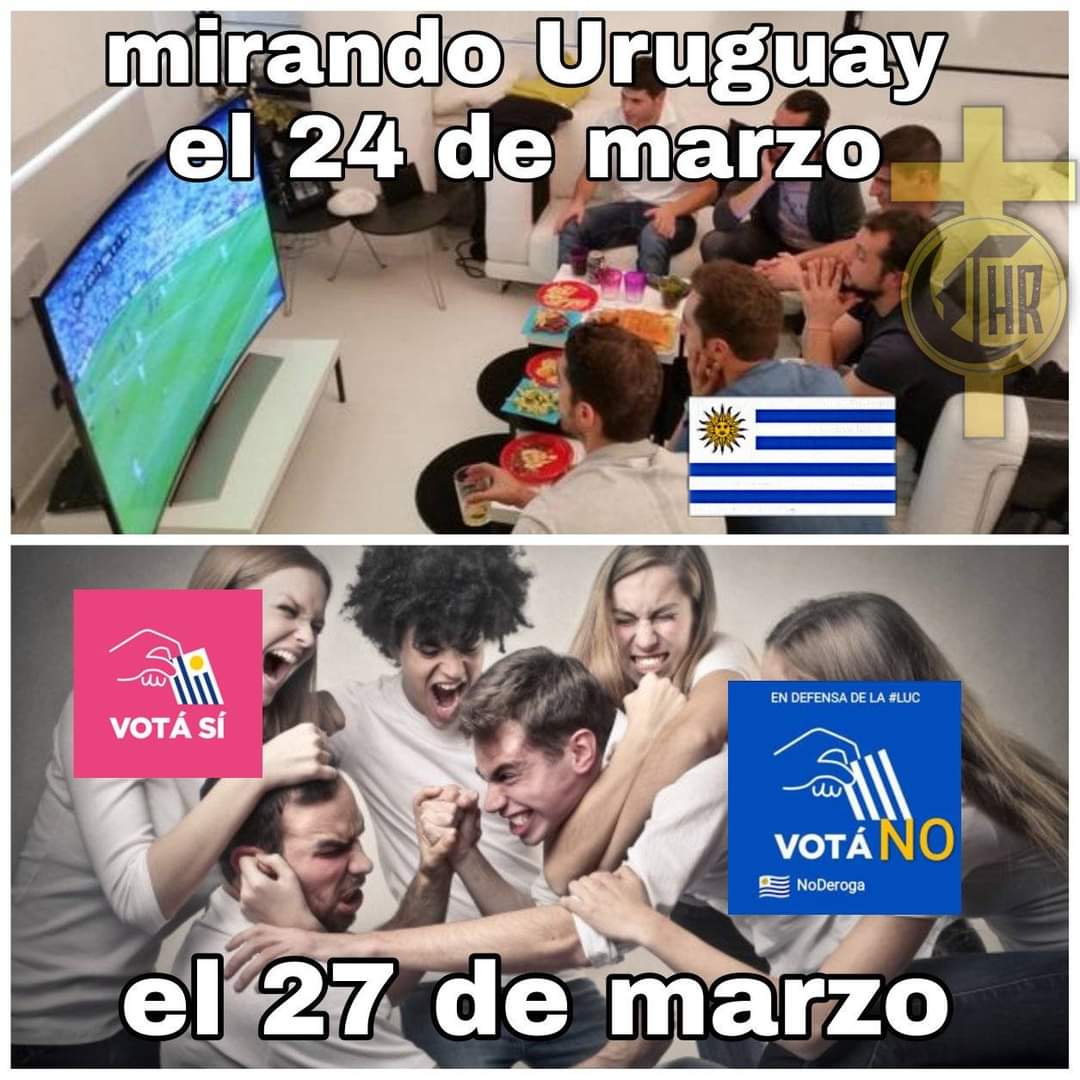 mirando Uruguay
el 24 de marzo
HR
VOTÁ SÍ
EN DEFENSA DE LA #LUC
VOTÁ NO
NoDeroga
el 27 de marzo